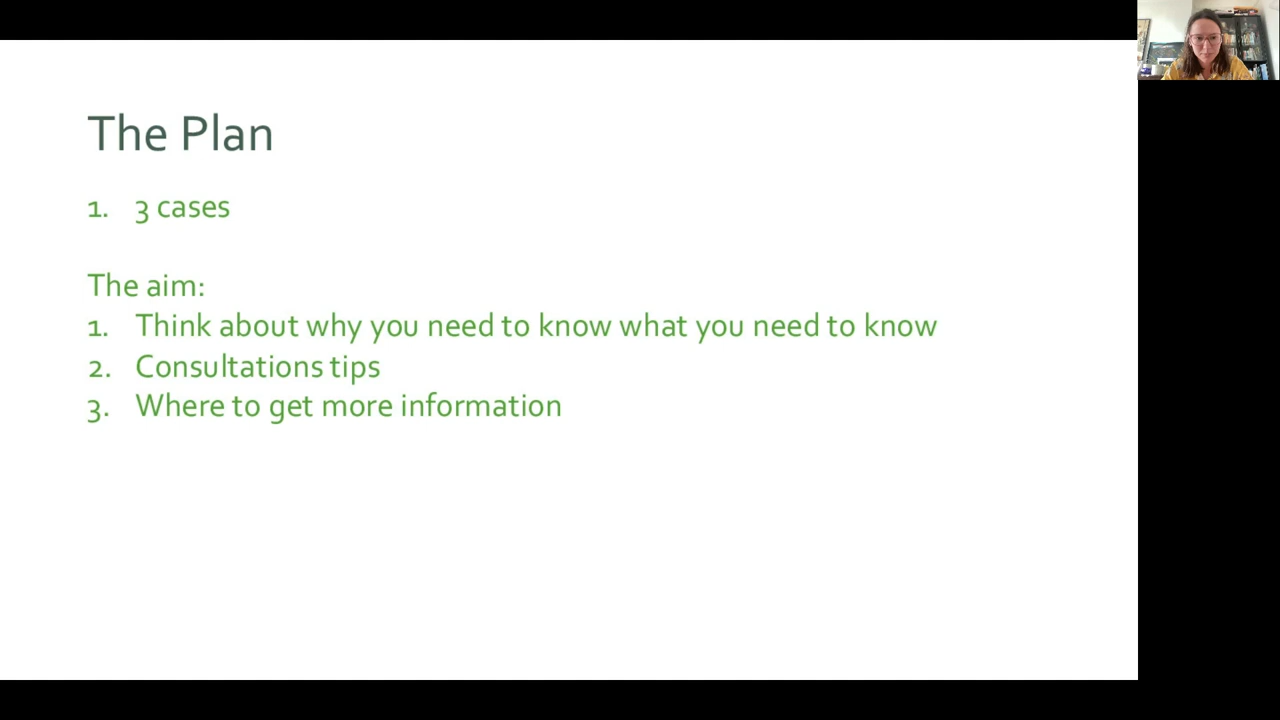 The Plan
1. 3 cases
The aim:
1. Think about why you need to know what you need to know
2. Consultations tips
3. Where to get more information